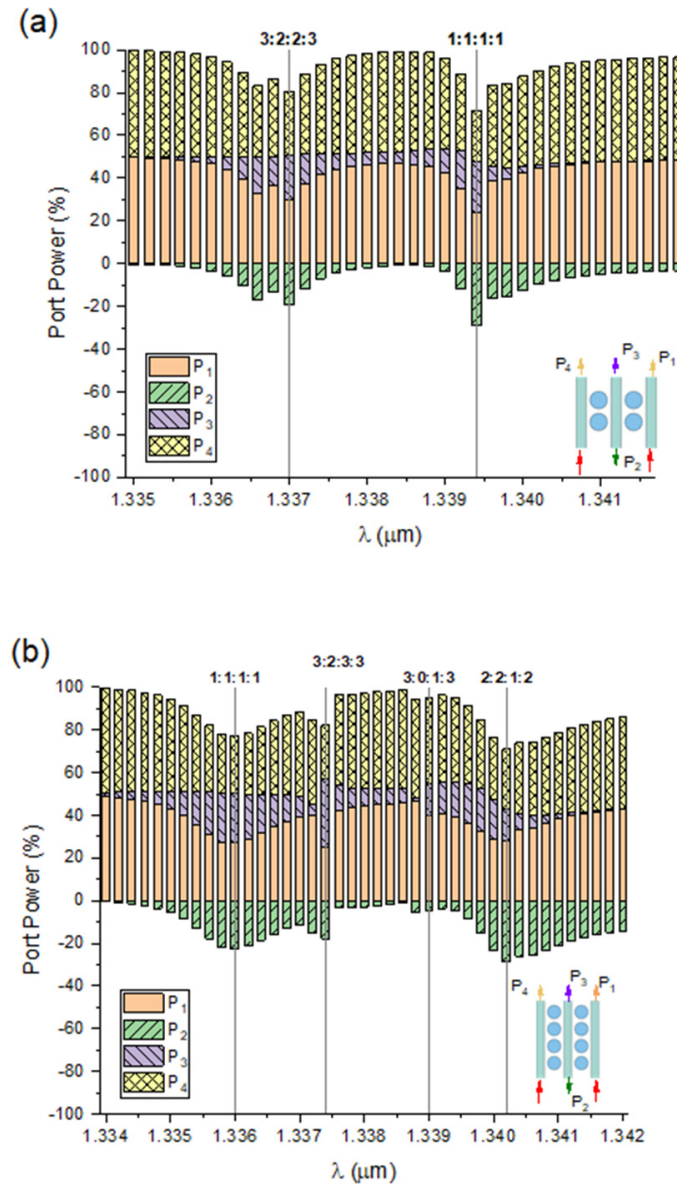 (a)
3:2:2:3 1:1:1:1
100
80
60
40
20
0
-20
-40
-60
-80
-100
Port Power (%)
P1
P2
P3
P4
P4 P3 P1
P2
1.335 1.336 1.337 1.338 1.339 1.340 1.341
λ (μm)
(b)
1:1:1:1 3:2:3:3 3:0:1:3 2:2:1:2
100
80
60
40
20
0
-20
-40
-60
-80
-100
Port Power (%)
P1
P2
P3
P4
P4 P3 P1
P2
1.334 1.335 1.336 1.337 1.338 1.339 1.340 1.341 1.342
λ (μm)